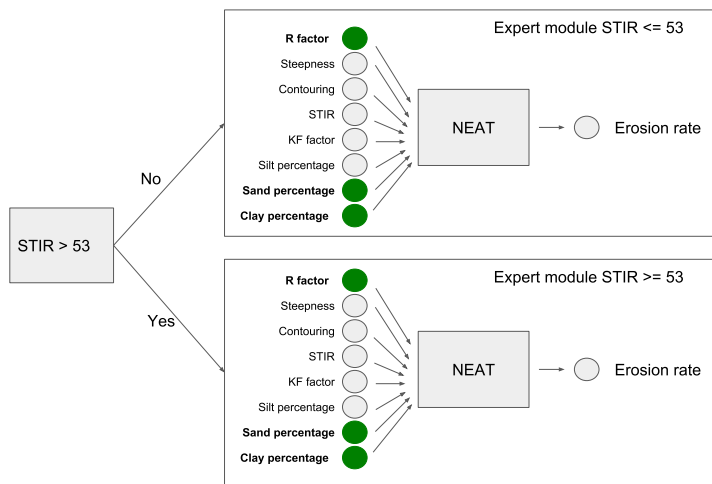 STIR > 53
No
Yes
Expert module STIR <= 53
R factor
Steepness
Contouring
STIR
KF factor
Silt percentage
Sand percentage
Clay percentage
NEAT
Erosion rate
Expert module STIR >= 53
R factor
Steepness
Contouring
STIR
KF factor
Silt percentage
Sand percentage
Clay percentage
NEAT
Erosion rate